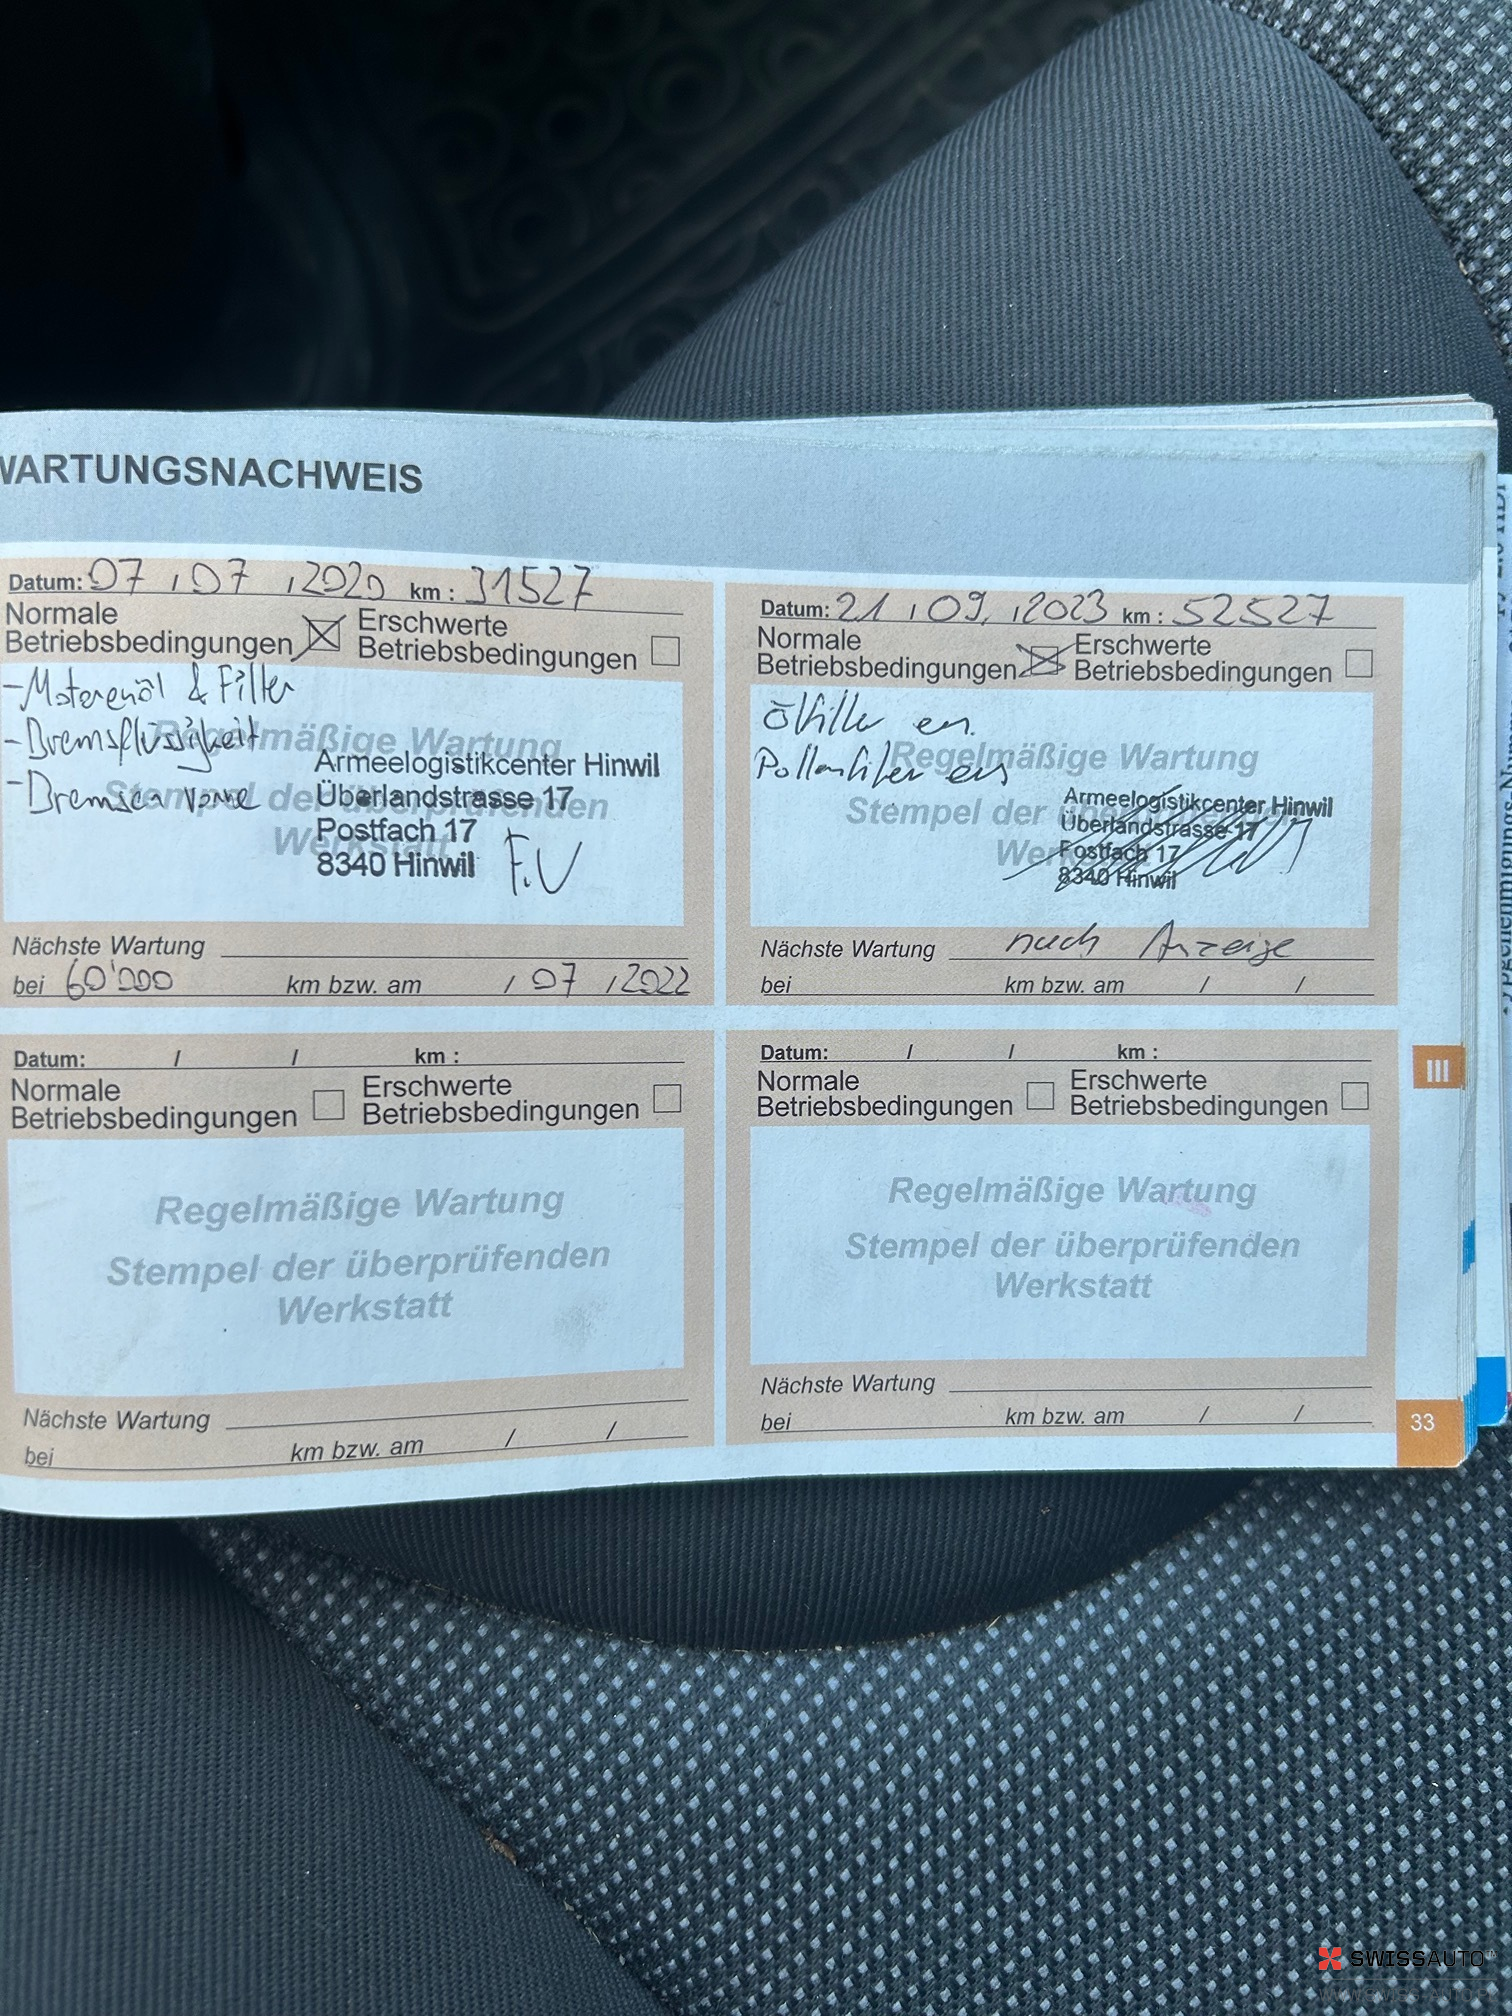 WARTUNGSNACHWEIS
Datum: 07 / 07 / 2020 km : 31527
Normale
Betriebsbedingungen
Erschwerte
Betriebsbedingungen
- Motorenöl & Filter
- Bremsflüssigkeit
- Bremsen vorne
Regelmäßige Wartung
Stempel der überprüfenden
Werkstatt
Armeelogistikcenter Hinwil
Überlandstrasse 17
Postfach 17
8340 Hinwil
F.V
Nächste Wartung
bei 60'000 km bzw. am / 07 / 2022
Datum: 21 / 09. / 2023 km : 52527
Normale
Betriebsbedingungen
Erschwerte
Betriebsbedingungen
Ölfilter
Pollenfilter
Regelmäßige Wartung
Stempel der
Armeelogistikcenter Hinwil
Überlandstrasse 17
Postfach 17
8340 Hinwil
Nächste Wartung nach Anzeige
bei km bzw. am / /
Datum: / / km :
Normale
Betriebsbedingungen
Erschwerte
Betriebsbedingungen
Regelmäßige Wartung
Stempel der überprüfenden
Werkstatt
Nächste Wartung
bei km bzw. am / /
Datum: / / km :
Normale
Betriebsbedingungen
Erschwerte
Betriebsbedingungen
Regelmäßige Wartung
Stempel der überprüfenden
Werkstatt
Nächste Wartung
bei km bzw. am / /
III
33
SWISSAUTO